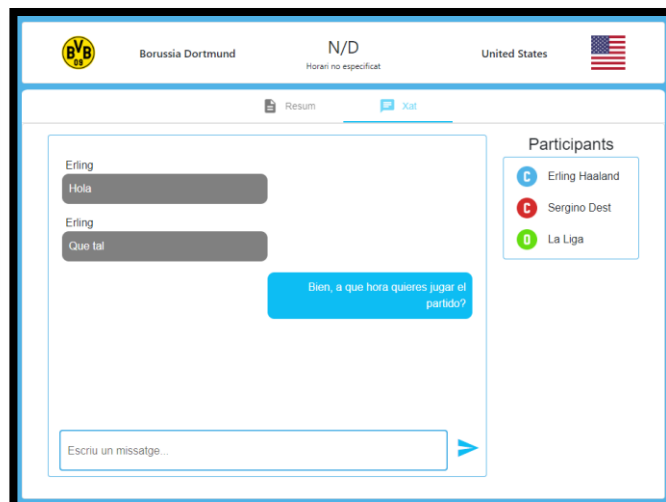 BVB
09
Borussia Dortmund
N/D
Horari no especificat
United States
Resum
Xat
Participants
Erling
Hola
Erling
Que tal
Bien, a que hora quieres jugar el
partido?
Escriu un missatge...
C Erling Haaland
C Sergino Dest
O La Liga